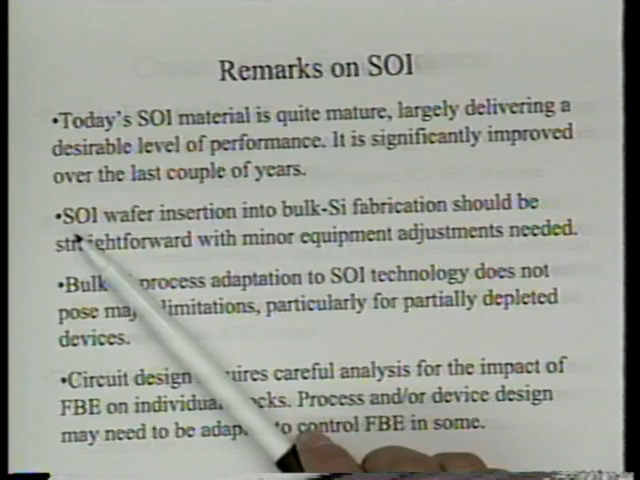 Remarks on SOI
•Today's SOI material is quite mature, largely delivering a
desirable level of performance. It is significantly improved
over the last couple of years.
•SOI wafer insertion into bulk-Si fabrication should be
straightforward with minor equipment adjustments needed.
•Bulk process adaptation to SOI technology does not
pose limitations, particularly for partially depleted
devices.
•Circuit design requires careful analysis for the impact of
FBE on individual blocks. Process and/or device design
may need to be adapted to control FBE in some.